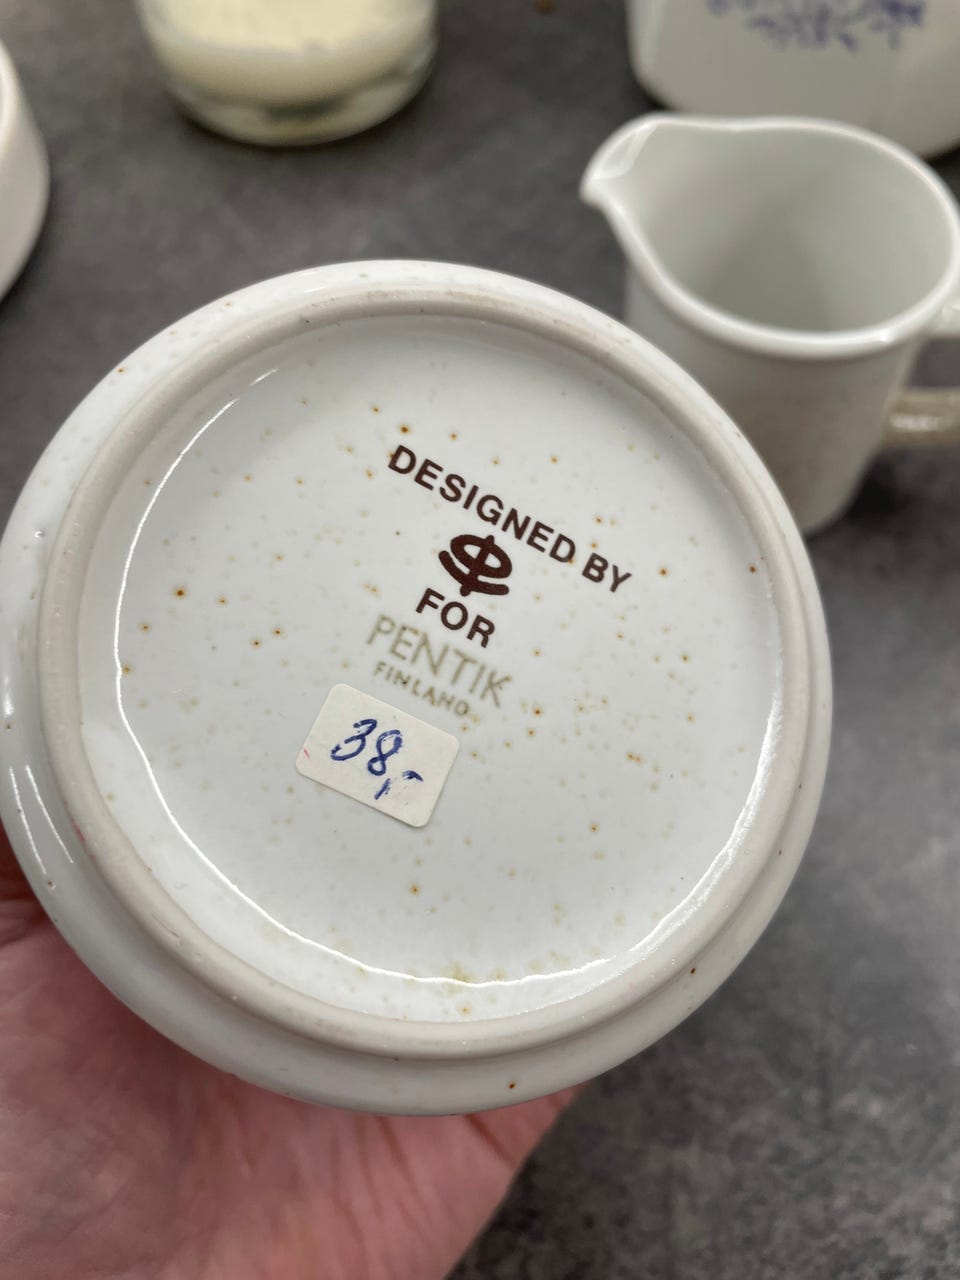 DESIGNED BY
FOR
PENTIK
FINLAND
38,-